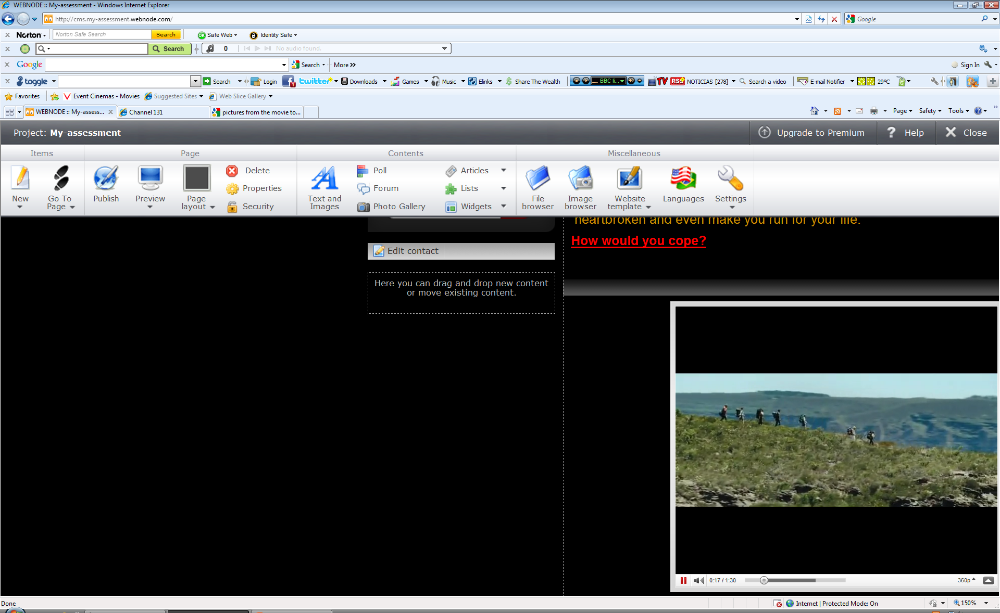 WEBNODE :: My-assessment - Windows Internet Explorer
http://cms.my-assessment.webnode.com/
Google
Norton
Norton Safe Search
Search
OK
Safe Web
Identity Safe
Search
0
No audio found.
Google
Search
More
Sign In
toggle
Search
Login
1
twitter
Downloads
Games
Music
Elinks
Share The Wealth
.... BBC li...
TV
RSS
NOTICIAS [278]
Search a video
E-mail Notifier
29°C
Favorites
Event Cinemas - Movies
Suggested Sites
Web Slice Gallery
WEBNODE :: My-assess...
Channel 131
pictures from the movie to...
Page
Safety
Tools
Project: My-assessment
Upgrade to Premium
? Help
Close
Items
Page
Contents
Miscellaneous
New
Go To
Page
Publish
Preview
Page
layout
Delete
Properties
Security
Text and
Images
Poll
Forum
Photo Gallery
Articles
Lists
Widgets
File
browser
Image
browser
Website
template
Languages
Settings
heartbroken and even make you run for your life.
How would you cope?
Edit contact
Here you can drag and drop new content
or move existing content.
0:17 / 1:30
360p
Done
Internet | Protected Mode: On
150%